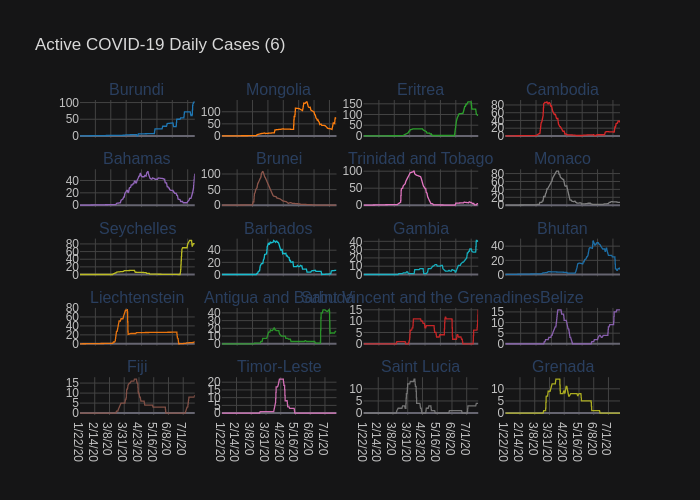 Active COVID-19 Daily Cases (6)
Burundi Mongolia Eritrea Cambodia
100 50 0
100 50 0
150 100 50 0
80 60 40 20 0
Bahamas Brunei Trinidad and Tobago Monaco
40 20 0
100 50 0
100 50 0
80 60 40 20 0
Seychelles Barbados Gambia Bhutan
80 60 40 20 0
40 20 0
40 30 20 10 0
40 20 0
Liechtenstein Antigua and Barbuda Saint Vincent and the Grenadines Belize
80 60 40 20 0
40 30 20 10 0
15 10 5 0
15 10 5 0
Fiji Timor-Leste Saint Lucia Grenada
15 10 5 0
20 15 10 5 0
10 5 0
10 5 0
1/22/20 2/14/20 3/8/20 3/31/20 4/23/20 5/16/20 6/8/20 7/1/20
1/22/20 2/14/20 3/8/20 3/31/20 4/23/20 5/16/20 6/8/20 7/1/20
1/22/20 2/14/20 3/8/20 3/31/20 4/23/20 5/16/20 6/8/20 7/1/20
1/22/20 2/14/20 3/8/20 3/31/20 4/23/20 5/16/20 6/8/20 7/1/20